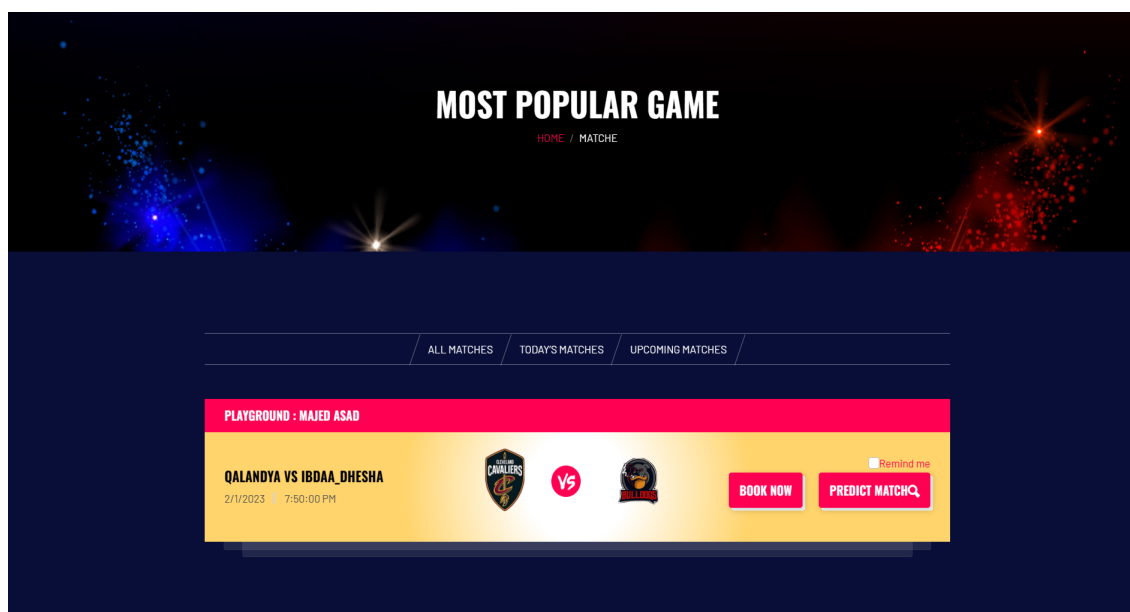 MOST POPULAR GAME
HOME / MATCHE
ALL MATCHES / TODAY'S MATCHES / UPCOMING MATCHES /
PLAYGROUND : MAJED ASAD
QALANDYA VS IBDAA_DHESHA
2/1/2023 | 7:50:00 PM
CLEVELAND
CAVALIERS
C
VS
BULLDOGS
BOOK NOW
Remind me
PREDICT MATCH